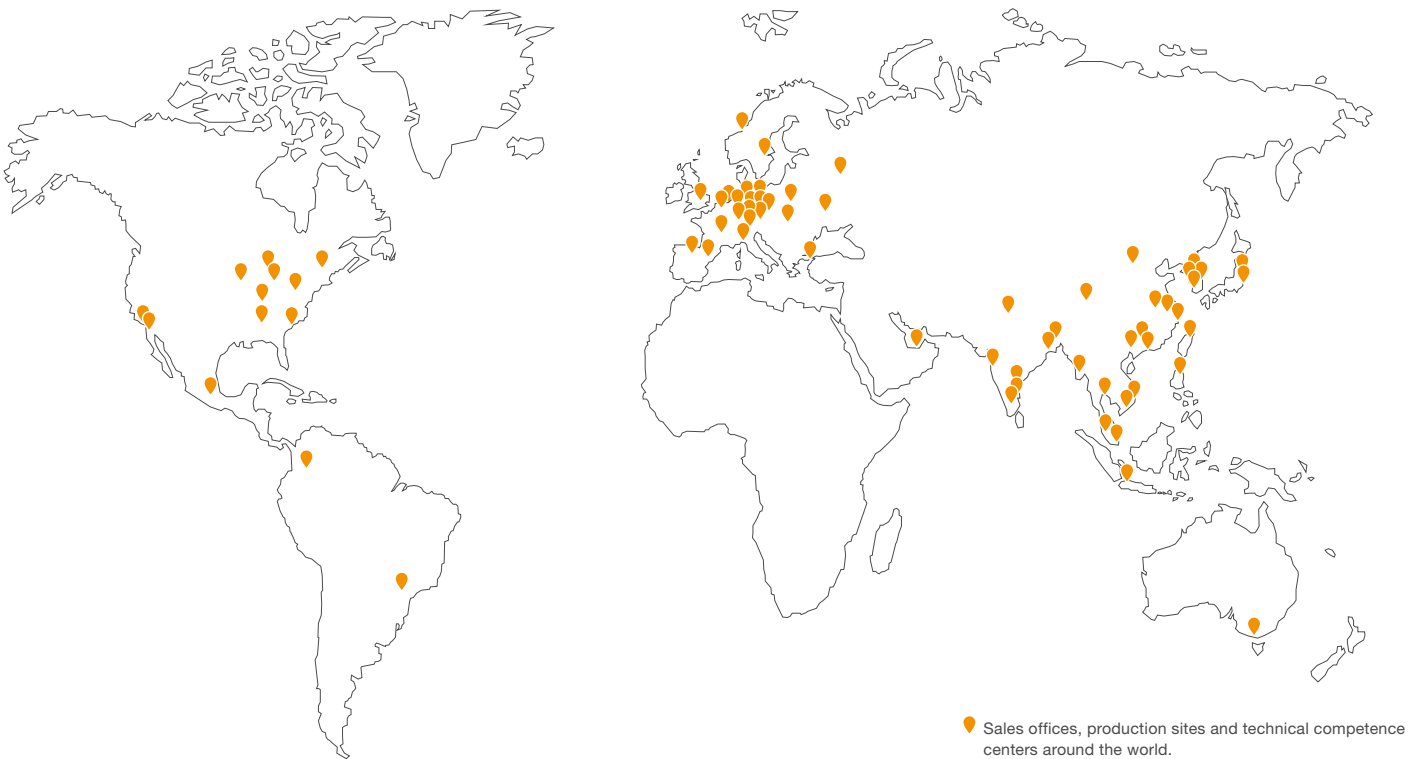 Sales offices, production sites and technical competence
centers around the world.